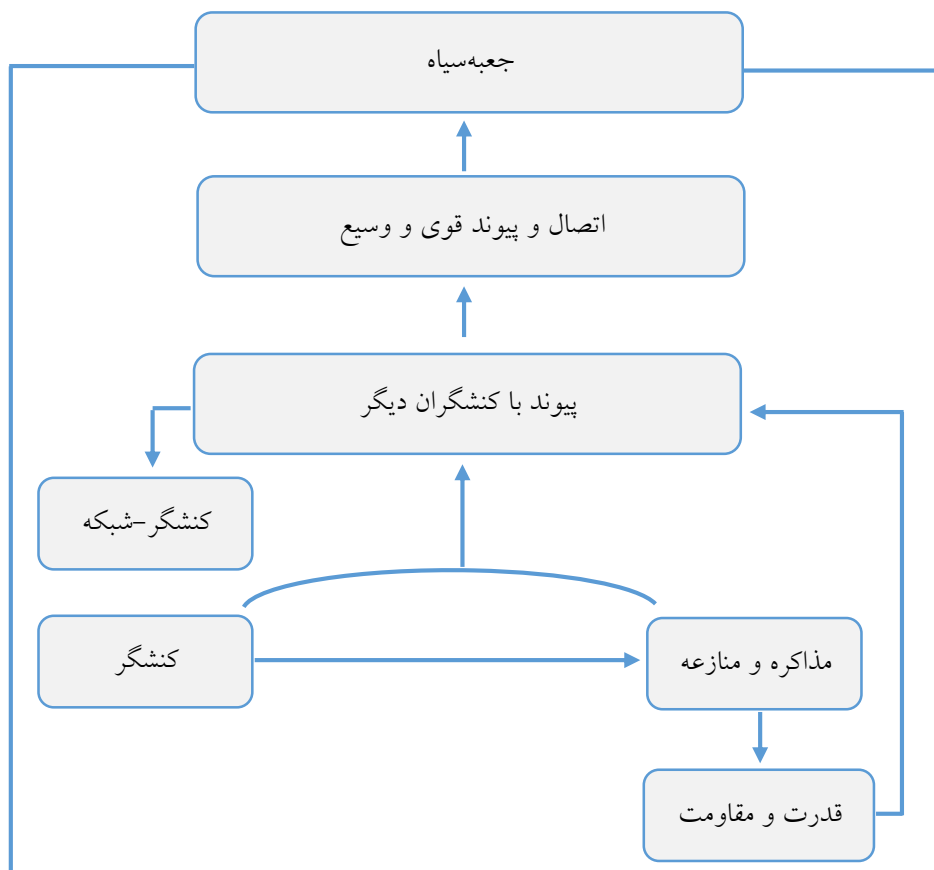 جعبه‌سیاه
اتصال و پیوند قوی و وسیع
پیوند با کنشگران دیگر
کنشگر-شبکه
کنشگر
مذاکره و منازعه
قدرت و مقاومت